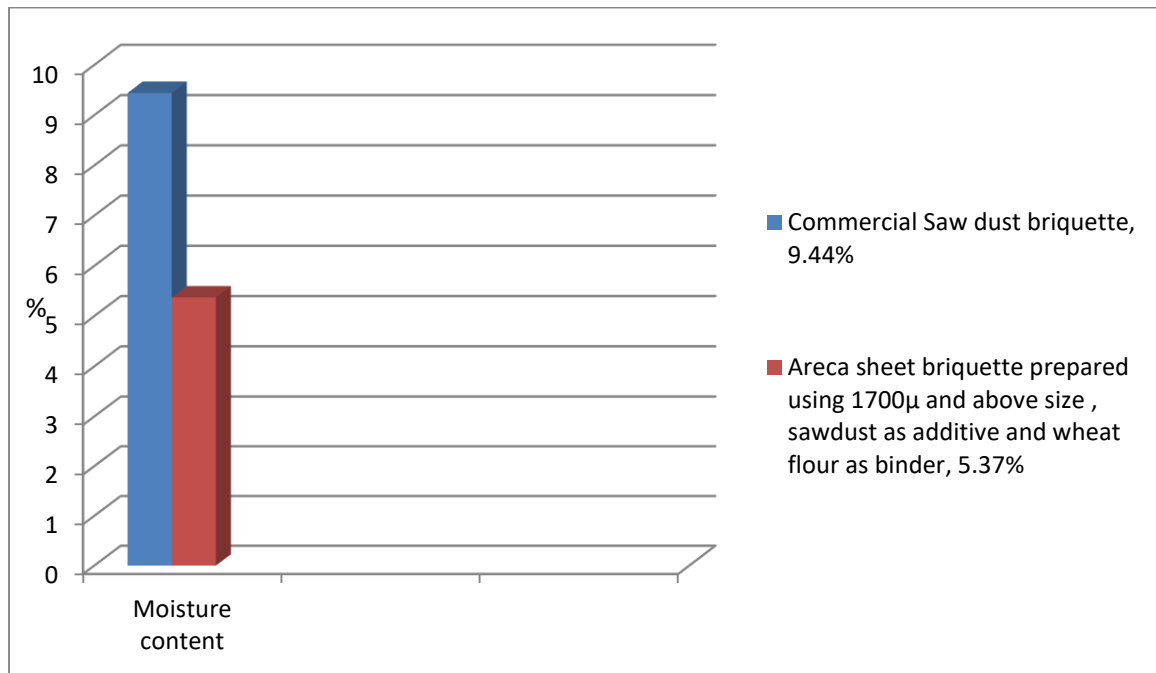 10
9
8
7
6
%
5
4
3
2
1
0
Moisture
content
Commercial Saw dust briquette,
9.44%
Areca sheet briquette prepared
using 1700µ and above size ,
sawdust as additive and wheat
flour as binder, 5.37%